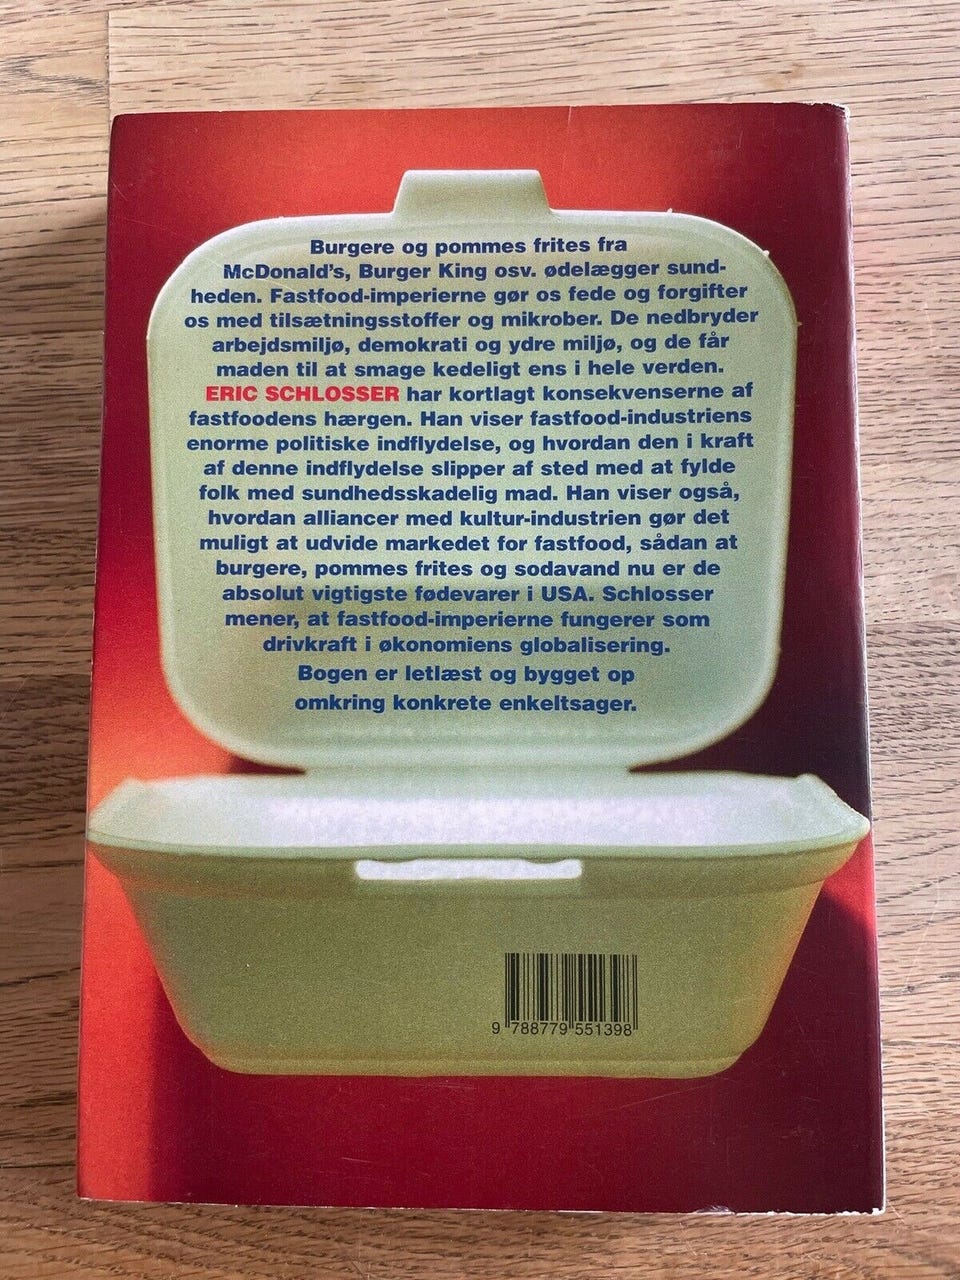 Burgere og pommes frites fra
McDonald's, Burger King osv. ødelægger sund-
heden. Fastfood-imperierne gør os fede og forgifter
os med tilsætningsstoffer og mikrober. De nedbryder
arbejdsmiljø, demokrati og ydre miljø, og de får
maden til at smage kedeligt ens i hele verden.
ERIC SCHLOSSER har kortlagt konsekvenserne af
fastfoodens hærgen. Han viser fastfood-industriens
enorme politiske indflydelse, og hvordan den i kraft
af denne indflydelse slipper af sted med at fylde
folk med sundhedsskadelig mad. Han viser også,
hvordan alliancer med kultur-industrien gør det
muligt at udvide markedet for fastfood, sådan at
burgere, pommes frites og sodavand nu er de
absolut vigtigste fødevarer i USA. Schlosser
mener, at fastfood-imperierne fungerer som
drivkraft i økonomiens globalisering.
Bogen er letlæst og bygget op
omkring konkrete enkeltsager.
9 788779 551398